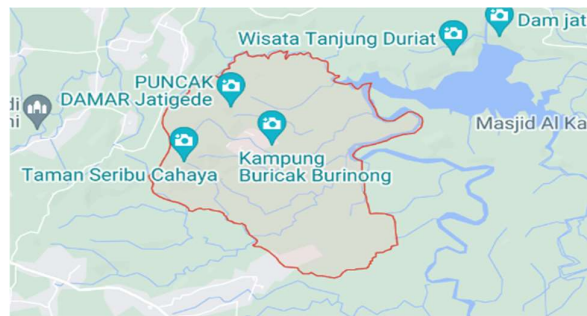 Dam jat
Wisata Tanjung Duriat
PUNCAK
DAMAR Jatigede
Masjid Al Ka
Kampung
Buricak Burinong
Taman Seribu Cahaya